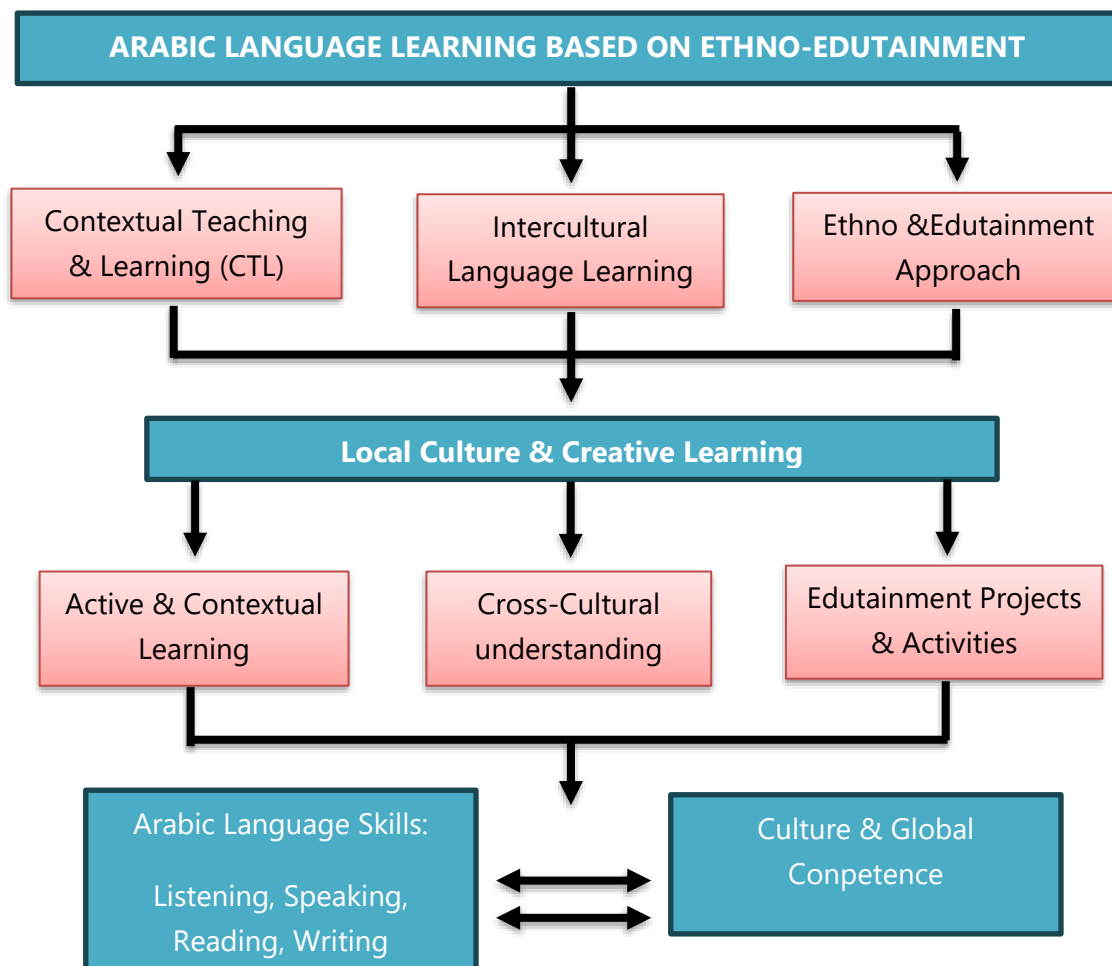 ARABIC LANGUAGE LEARNING BASED ON ETHNO-EDUTAINMENT
Contextual Teaching
& Learning (CTL)
Intercultural
Language Learning
Ethno &Edutainment
Approach
Local Culture & Creative Learning
Active & Contextual
Learning
Cross-Cultural
understanding
Edutainment Projects
& Activities
Arabic Language Skills:
Listening, Speaking,
Reading, Writing
Culture & Global
Conpetence